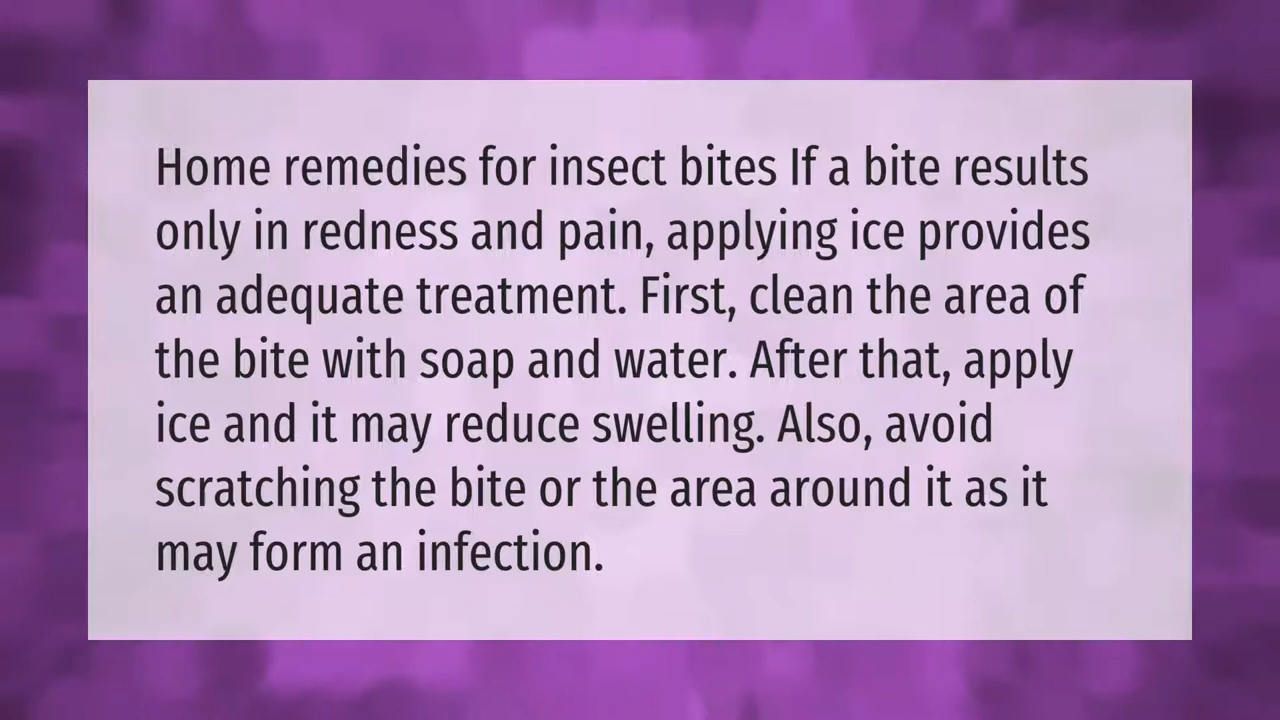 Home remedies for insect bites If a bite results
only in redness and pain, applying ice provides
an adequate treatment. First, clean the area of
the bite with soap and water. After that, apply
ice and it may reduce swelling. Also, avoid
scratching the bite or the area around it as it
may form an infection.